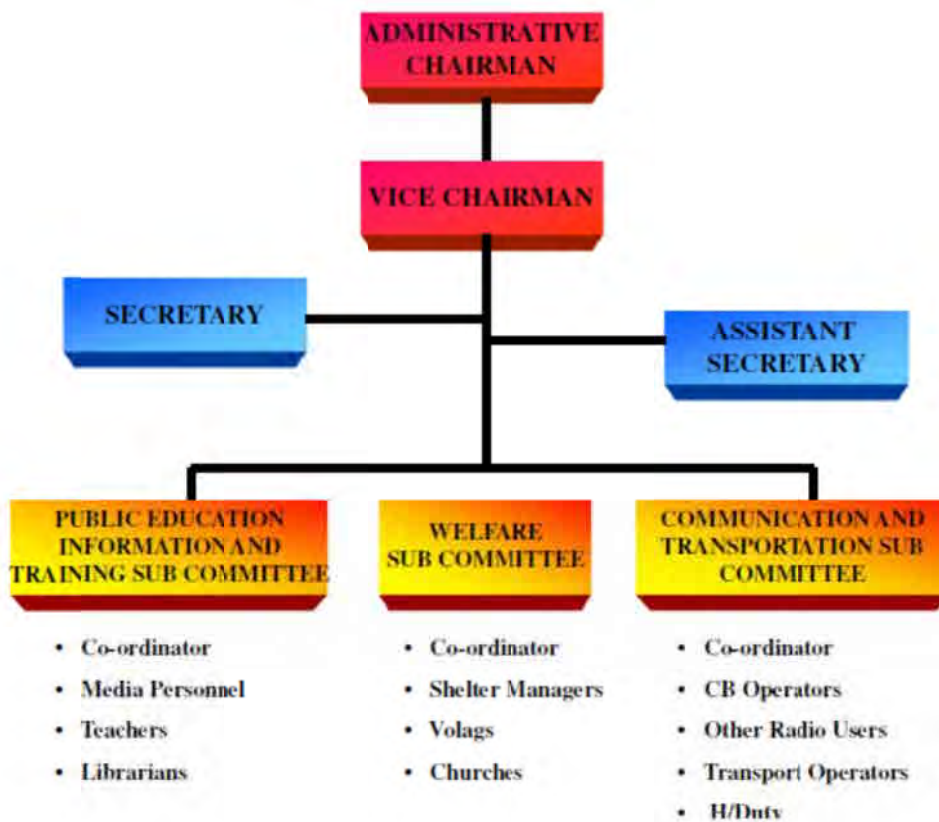 ADMINISTRATIVE
CHAIRMAN
VICE CHAIRMAN
SECRETARY
ASSISTANT
SECRETARY
PUBLIC EDUCATION
INFORMATION AND
TRAINING SUB COMMITTEE
• Co-ordinator
• Media Personnel
• Teachers
• Librarians
WELFARE
SUB COMMITTEE
• Co-ordinator
• Shelter Managers
• Volags
• Churches
COMMUNICATION AND
TRANSPORTATION SUB
COMMITTEE
• Co-ordinator
• CB Operators
• Other Radio Users
• Transport Operators
• H/Duty